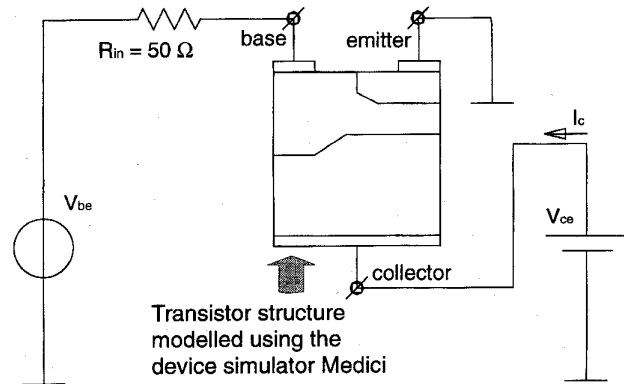 base
emitter
Rin = 50 Ω
Ic
Vbe
Vce
collector
Transistor structure
modelled using the
device simulator Medici